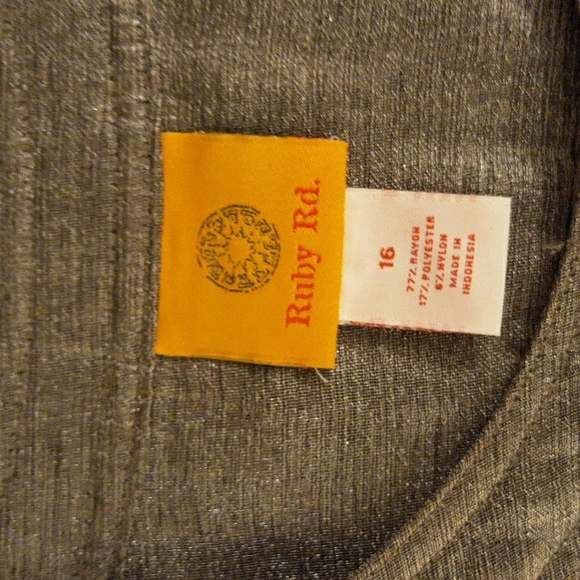 Ruby Rd.
16
77% RAYON
17% POLYESTER
6% NYLON
MADE IN
INDONESIA